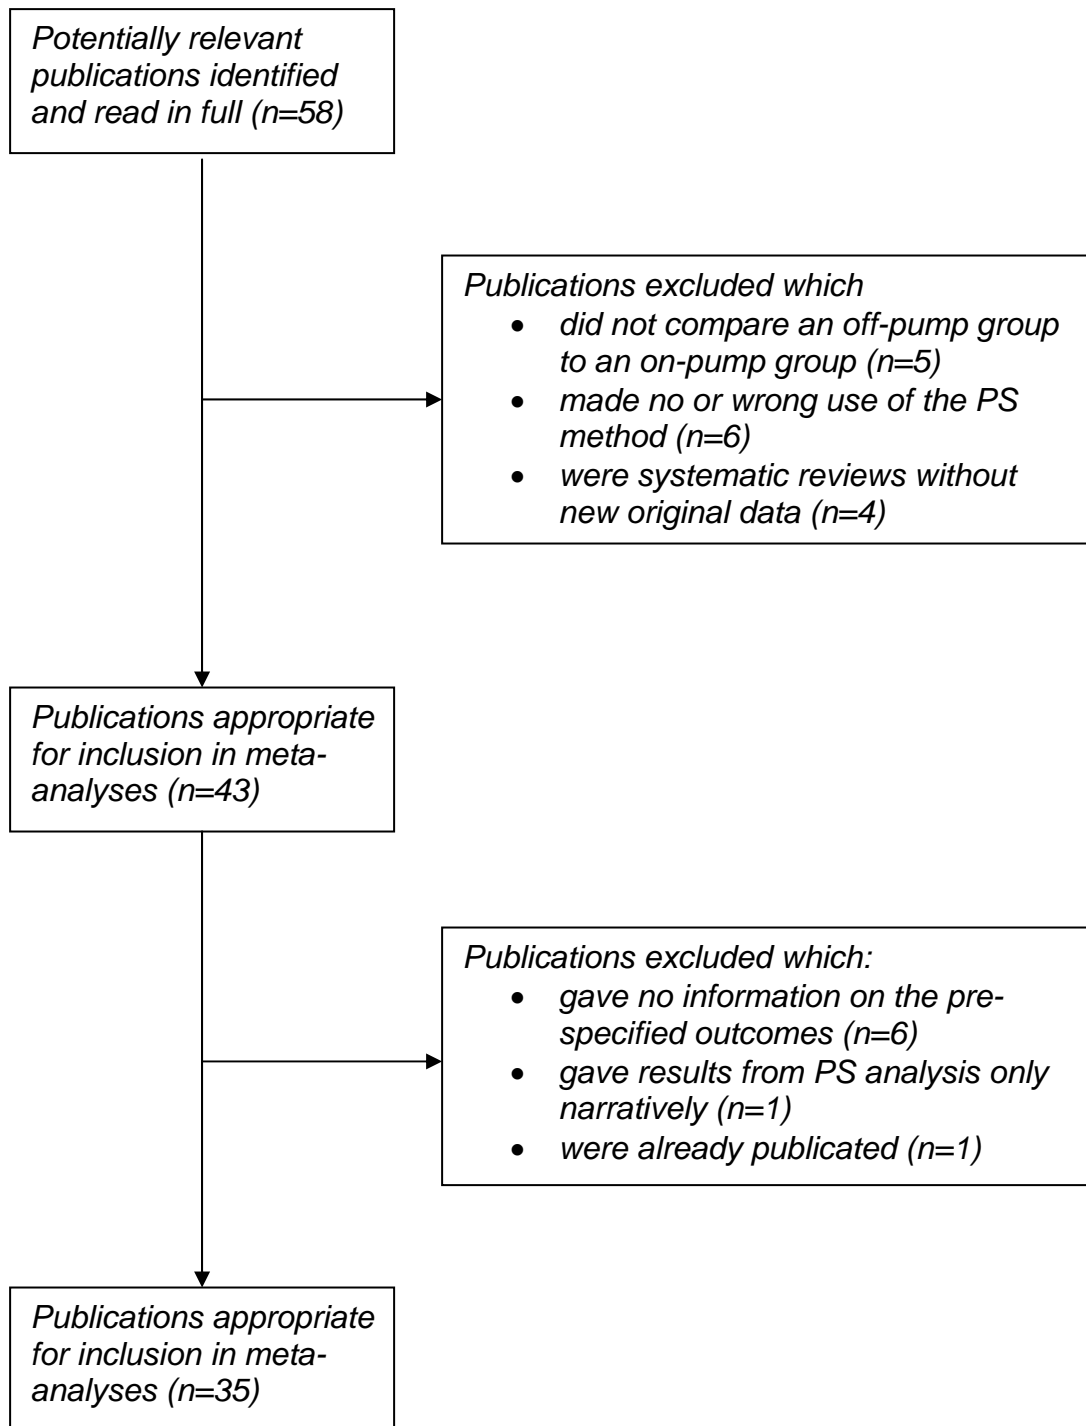 Potentially relevant
publications identified
and read in full (n=58)
Publications excluded which
• did not compare an off-pump group
to an on-pump group (n=5)
• made no or wrong use of the PS
method (n=6)
• were systematic reviews without
new original data (n=4)
Publications appropriate
for inclusion in meta-
analyses (n=43)
Publications excluded which:
• gave no information on the pre-
specified outcomes (n=6)
• gave results from PS analysis only
narratively (n=1)
• were already publicated (n=1)
Publications appropriate
for inclusion in meta-
analyses (n=35)